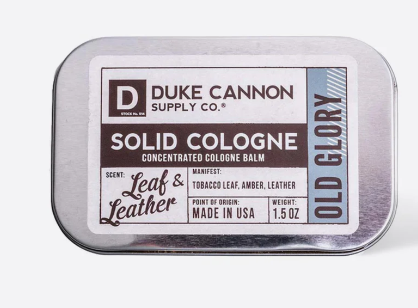 D
DUKE CANNON
SUPPLY CO.®
SOLID COLOGNE
CONCENTRATED COLOGNE BALM
SCENT:
Leaf &
Leather
MANIFEST:
TOBACCO LEAF, AMBER, LEATHER
POINT OF ORIGIN:
MADE IN USA
WEIGHT:
1.5 OZ
OLD GLORY